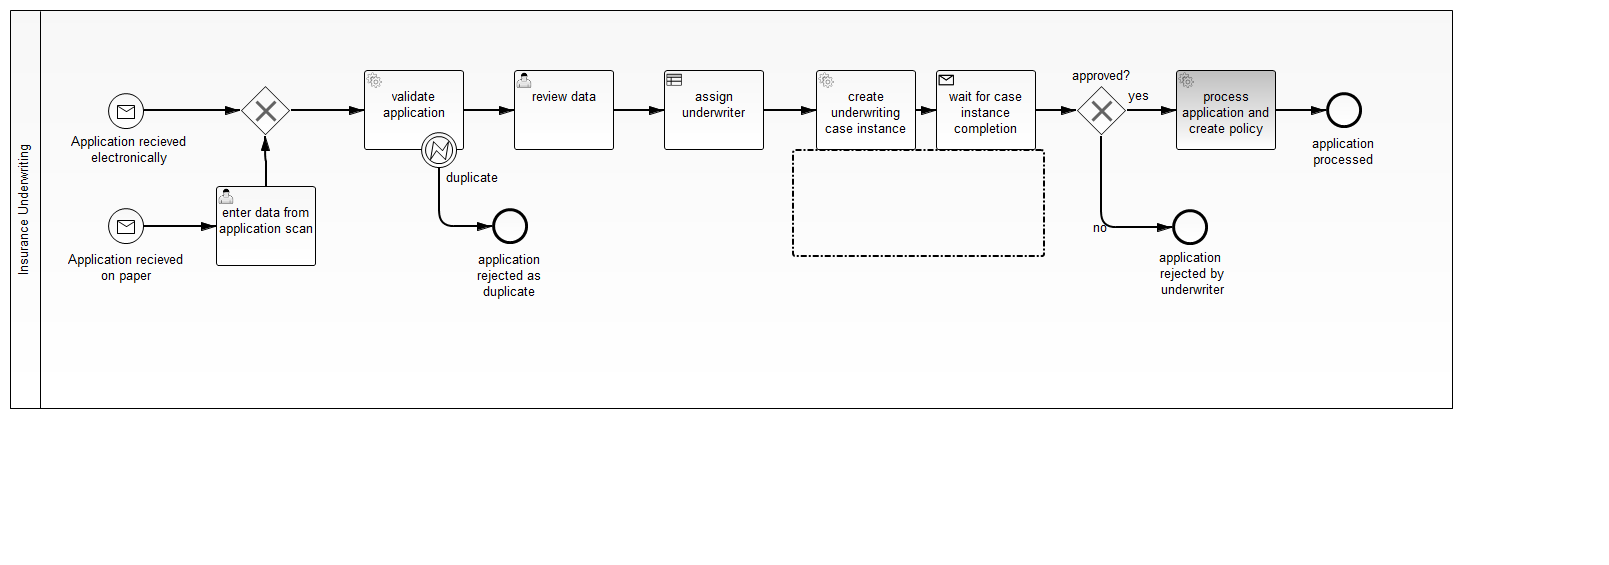 Insurance Underwriting
Application recieved
electronically
Application recieved
on paper
enter data from
application scan
validate
application
duplicate
application
rejected as
duplicate
review data
assign
underwriter
create
underwriting
case instance
wait for case
instance
completion
approved?
yes
no
application
rejected by
underwriter
process
application and
create policy
application
processed